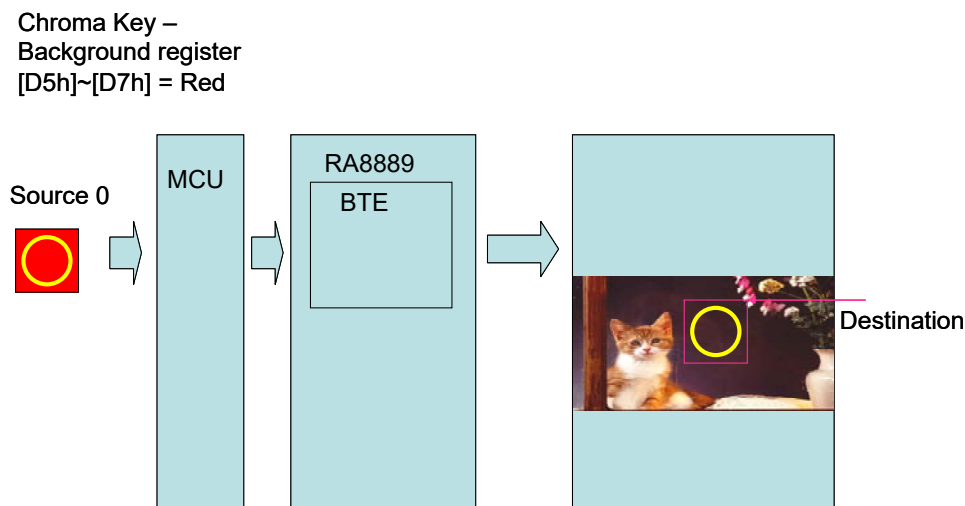 Chroma Key –
Background register
[D5h]~[D7h] = Red
Source 0
MCU
RA8889
BTE
Destination